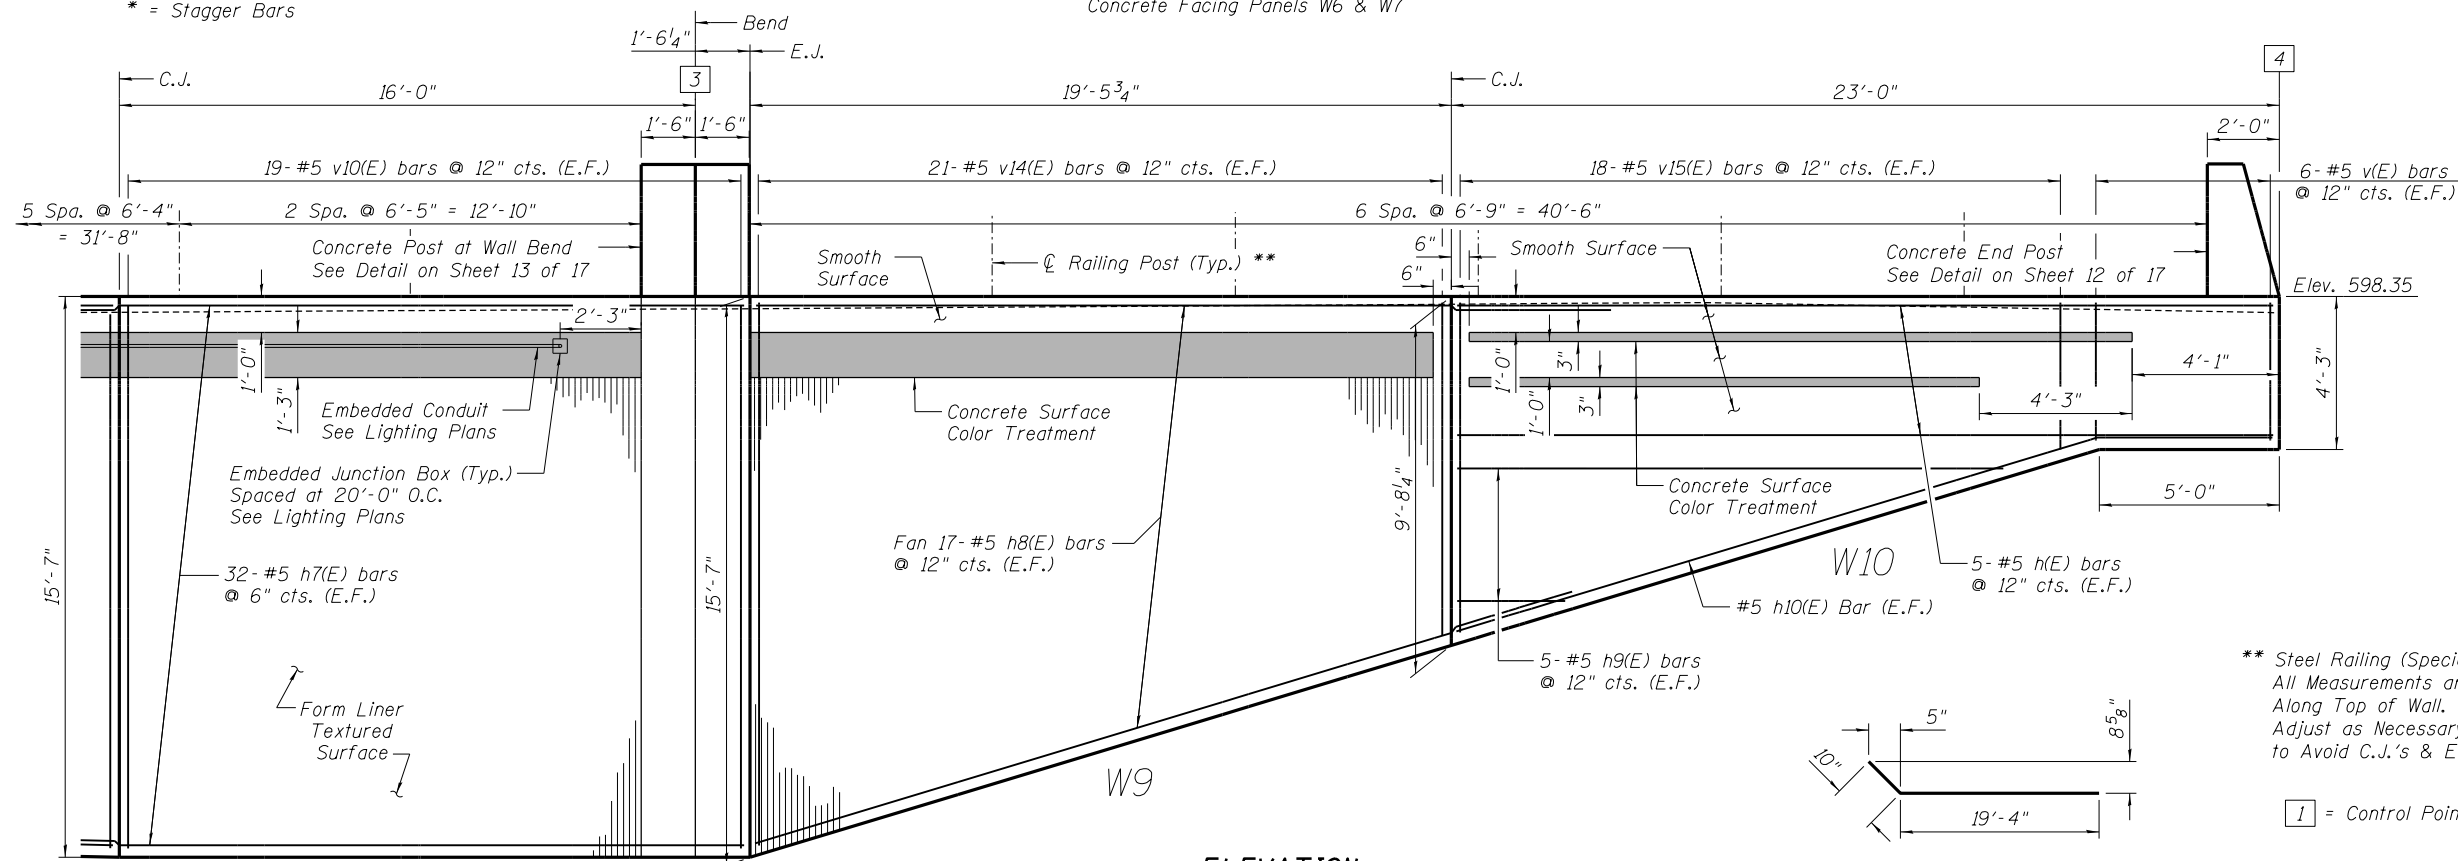 * = Stagger Bars
Concrete Facing Panels W6 & W7
Bend
1'-6¼"
E.J.
C.J.
3
C.J.
4
16'-0"
19'-5¾"
23'-0"
1'-6"
1'-6"
2'-0"
19-#5 v10(E) bars @ 12" cts. (E.F.)
21-#5 v14(E) bars @ 12" cts. (E.F.)
18-#5 v15(E) bars @ 12" cts. (E.F.)
6-#5 v(E) bars
@ 12" cts. (E.F.)
5 Spa. @ 6'-4"
= 31'-8"
2 Spa. @ 6'-5" = 12'-10"
6 Spa. @ 6'-9" = 40'-6"
Concrete Post at Wall Bend
See Detail on Sheet 13 of 17
Smooth
Surface
℄ Railing Post (Typ.) **
6"
6"
Smooth Surface
Concrete End Post
See Detail on Sheet 12 of 17
Elev. 598.35
2'-3"
1'-0"
1'-3"
1'-0"
3"
1'-0"
3"
4'-1"
4'-3"
4'-3"
Embedded Conduit
See Lighting Plans
Concrete Surface
Color Treatment
Embedded Junction Box (Typ.)
Spaced at 20'-0" O.C.
See Lighting Plans
9'-8¼"
Concrete Surface
Color Treatment
5'-0"
15'-7"
32-#5 h7(E) bars
@ 6" cts. (E.F.)
15'-7"
Fan 17-#5 h8(E) bars
@ 12" cts. (E.F.)
W10
5-#5 h(E) bars
@ 12" cts. (E.F.)
#5 h10(E) Bar (E.F.)
5-#5 h9(E) bars
@ 12" cts. (E.F.)
Form Liner
Textured
Surface
W9
** Steel Railing (Speci
All Measurements a
Along Top of Wall.
Adjust as Necessary
to Avoid C.J.'s & E
5"
8⅝"
10"
19'-4"
1 = Control Poin
ELEVATION